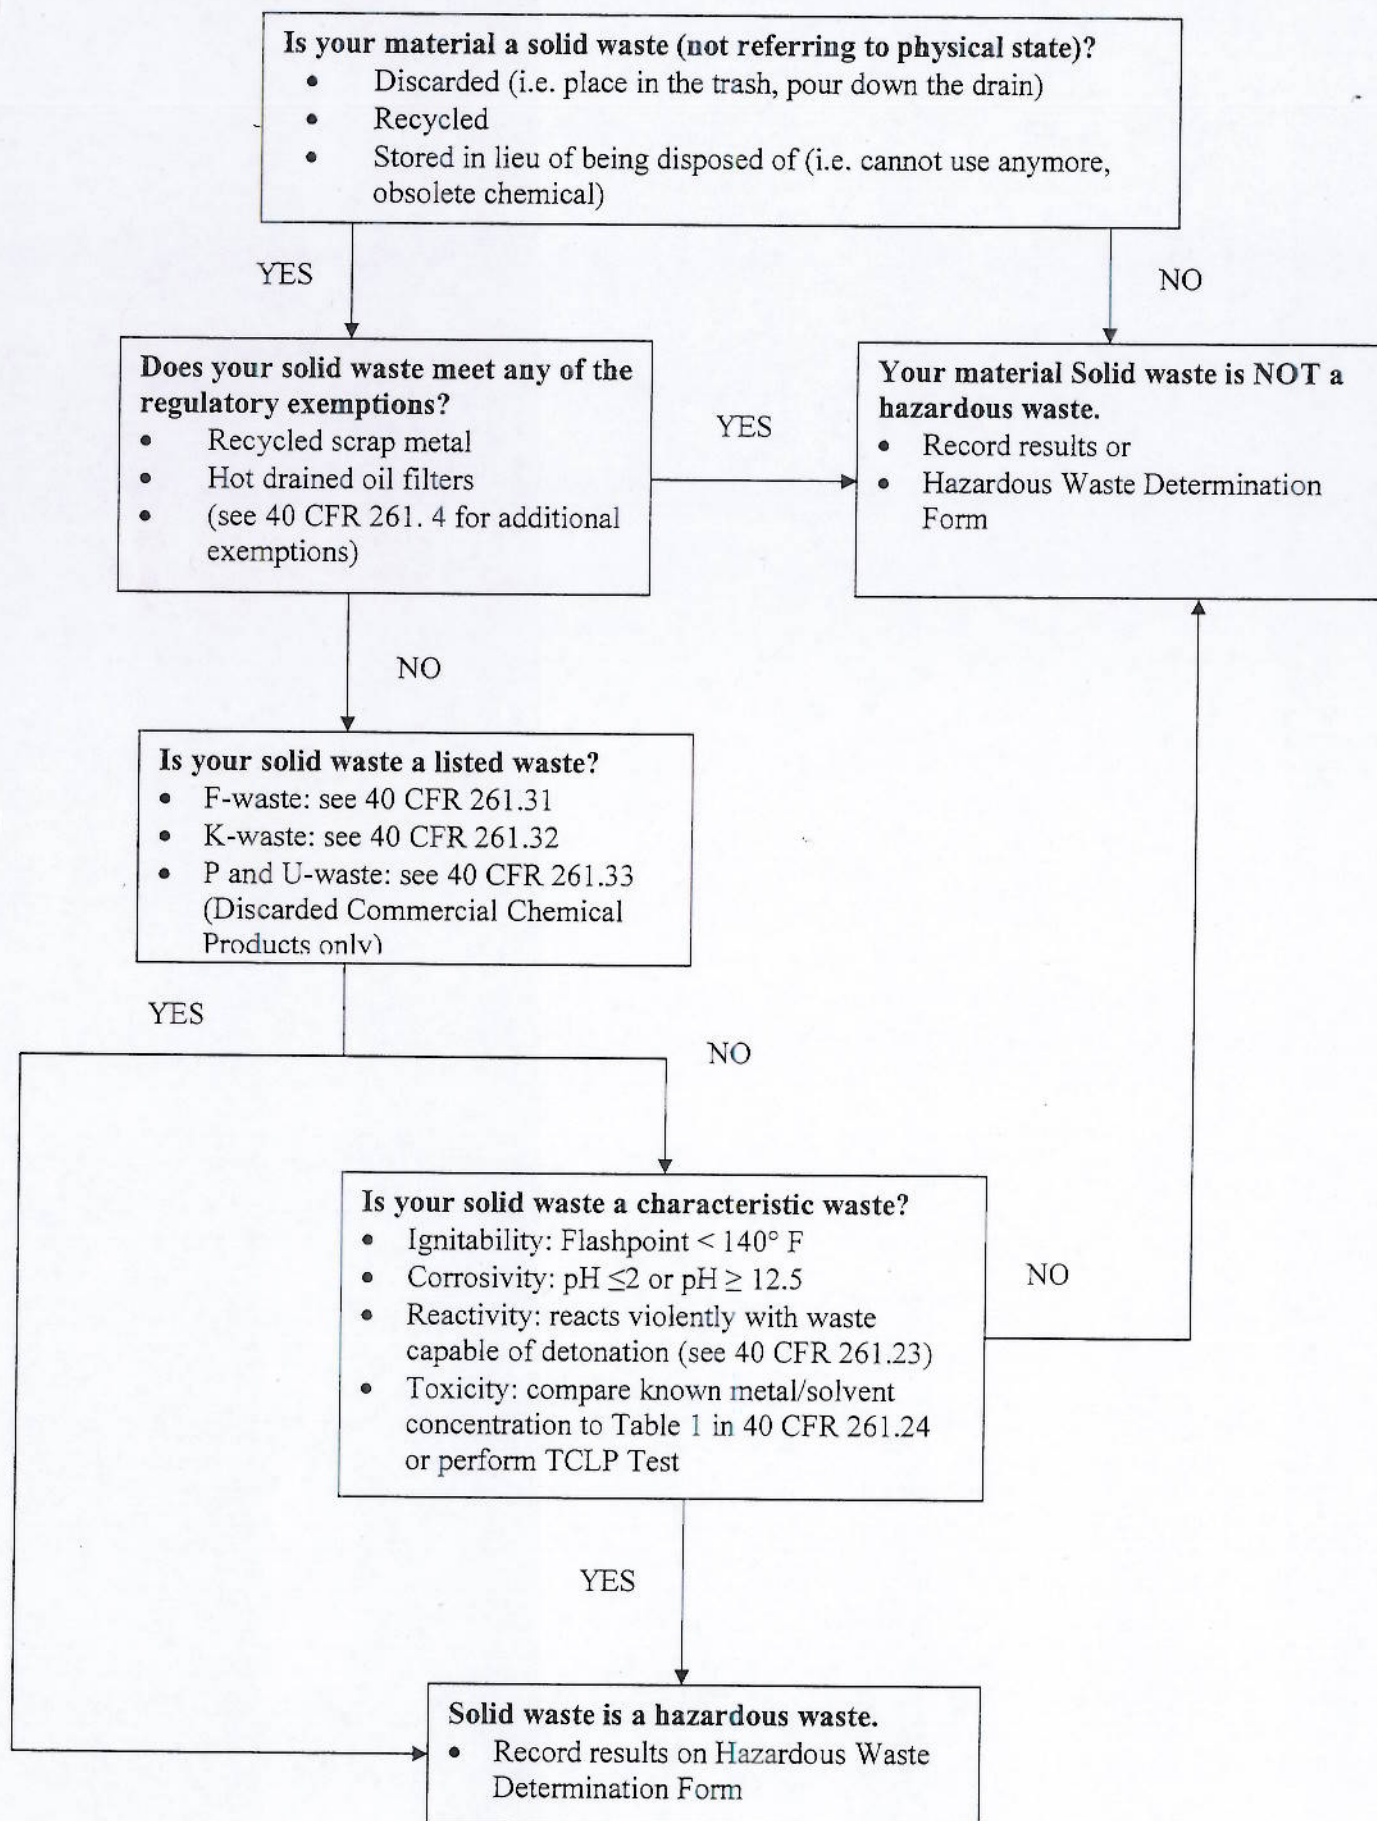 Is your material a solid waste (not referring to physical state)?
• Discarded (i.e. place in the trash, pour down the drain)
• Recycled
• Stored in lieu of being disposed of (i.e. cannot use anymore,
obsolete chemical)
YES
NO
Does your solid waste meet any of the
regulatory exemptions?
• Recycled scrap metal
• Hot drained oil filters
• (see 40 CFR 261. 4 for additional
exemptions)
YES
Your material Solid waste is NOT a
hazardous waste.
• Record results or
• Hazardous Waste Determination
Form
NO
Is your solid waste a listed waste?
• F-waste: see 40 CFR 261.31
• K-waste: see 40 CFR 261.32
• P and U-waste: see 40 CFR 261.33
(Discarded Commercial Chemical
Products only)
YES
NO
Is your solid waste a characteristic waste?
• Ignitability: Flashpoint < 140° F
• Corrosivity: pH ≤2 or pH ≥ 12.5
• Reactivity: reacts violently with waste
capable of detonation (see 40 CFR 261.23)
• Toxicity: compare known metal/solvent
concentration to Table 1 in 40 CFR 261.24
or perform TCLP Test
NO
YES
Solid waste is a hazardous waste.
• Record results on Hazardous Waste
Determination Form